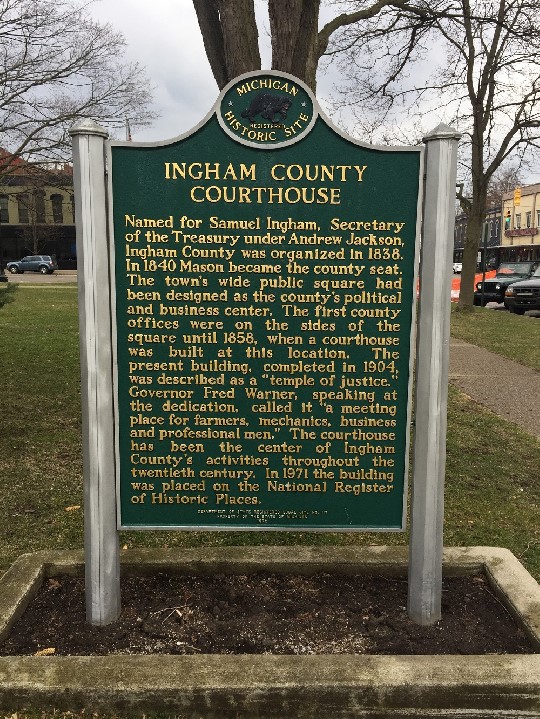 MICHIGAN
REGISTERED
HISTORIC SITE
INGHAM COUNTY
COURTHOUSE
Named for Samuel Ingham, Secretary
of the Treasury under Andrew Jackson,
Ingham County was organized in 1838.
In 1840 Mason became the county seat.
The town's wide public square had
been designed as the county's political
and business center. The first county
offices were on the sides of the
square until 1858, when a courthouse
was built at this location. The
present building, completed in 1904,
was described as a "temple of justice."
Governor Fred Warner, speaking at
the dedication, called it "a meeting
place for farmers, mechanics, business
and professional men." The courthouse
has been the center of Ingham
County's activities throughout the
twentieth century. In 1971 the building
was placed on the National Register
of Historic Places.